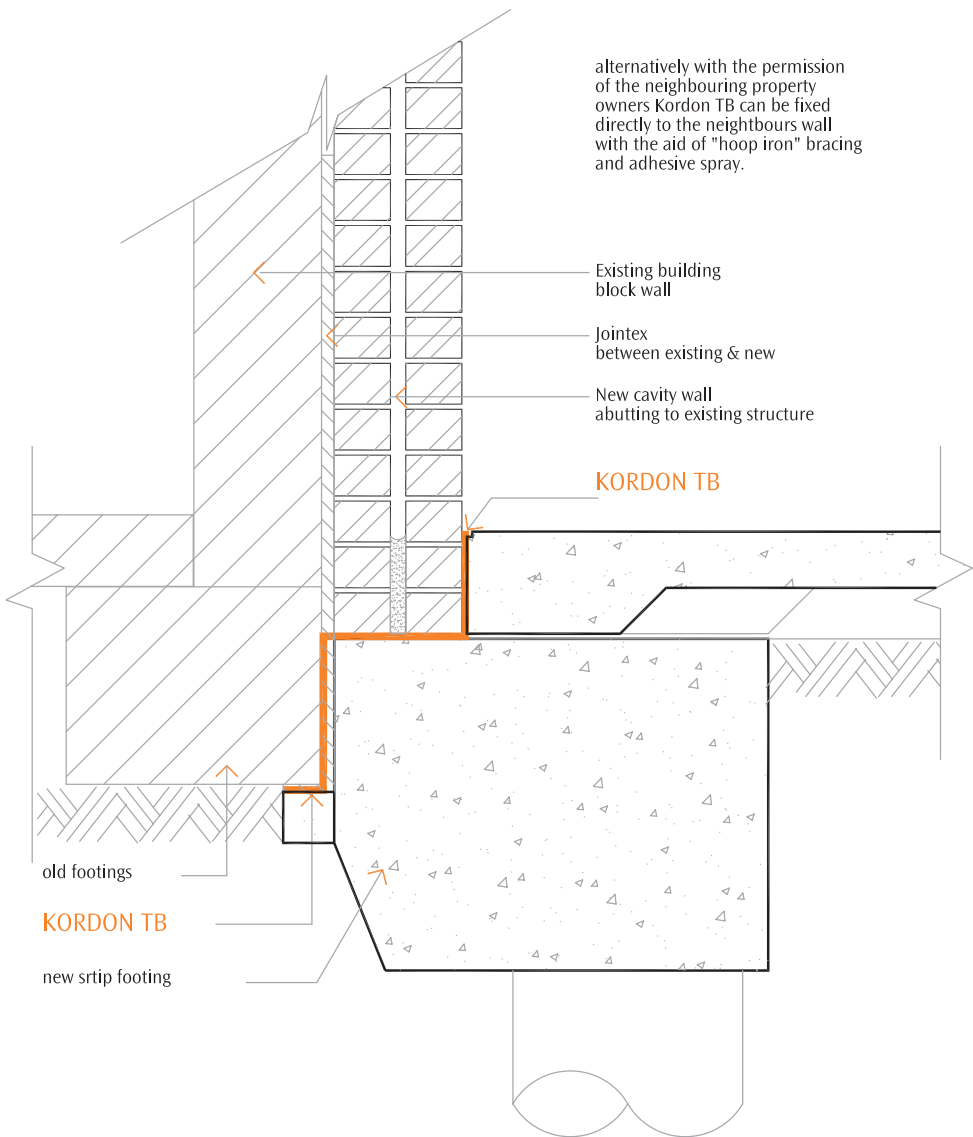 alternatively with the permission
of the neighbouring property
owners Kordon TB can be fixed
directly to the neightbours wall
with the aid of "hoop iron" bracing
and adhesive spray.
Existing building
block wall
Jointex
between existing & new
New cavity wall
abutting to existing structure
KORDON TB
old footings
KORDON TB
new srtip footing